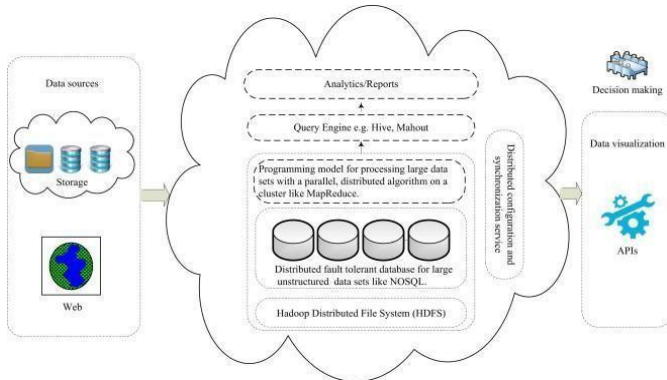 Data sources
Storage
Web
Analytics/Reports
Query Engine e.g. Hive, Mahout
Programming model for processing large data
sets with a parallel, distributed algorithm on a
cluster like MapReduce.
Distributed fault tolerant database for large
unstructured data sets like NOSQL.
Hadoop Distributed File System (HDFS)
Distributed configuration and
synchronization service
Decision making
Data visualization
APIs